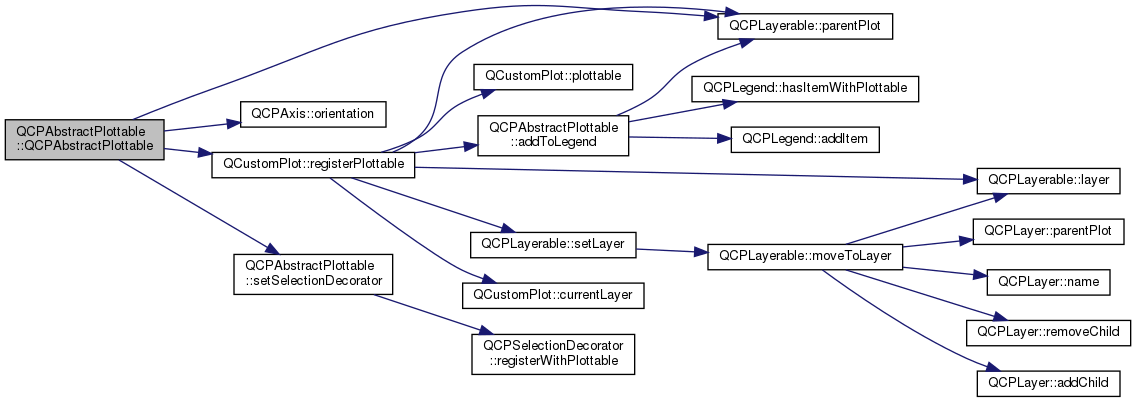 QCPAbstractPlottable
::QCPAbstractPlottable
QCPAxis::orientation
QCustomPlot::registerPlottable
QCPAbstractPlottable
::setSelectionDecorator
QCustomPlot::plottable
QCPAbstractPlottable
::addToLegend
QCPLayerable::setLayer
QCustomPlot::currentLayer
QCPSelectionDecorator
::registerWithPlottable
QCPLayerable::parentPlot
QCPLegend::hasItemWithPlottable
QCPLegend::addItem
QCPLayerable::moveToLayer
QCPLayerable::layer
QCPLayer::parentPlot
QCPLayer::name
QCPLayer::removeChild
QCPLayer::addChild